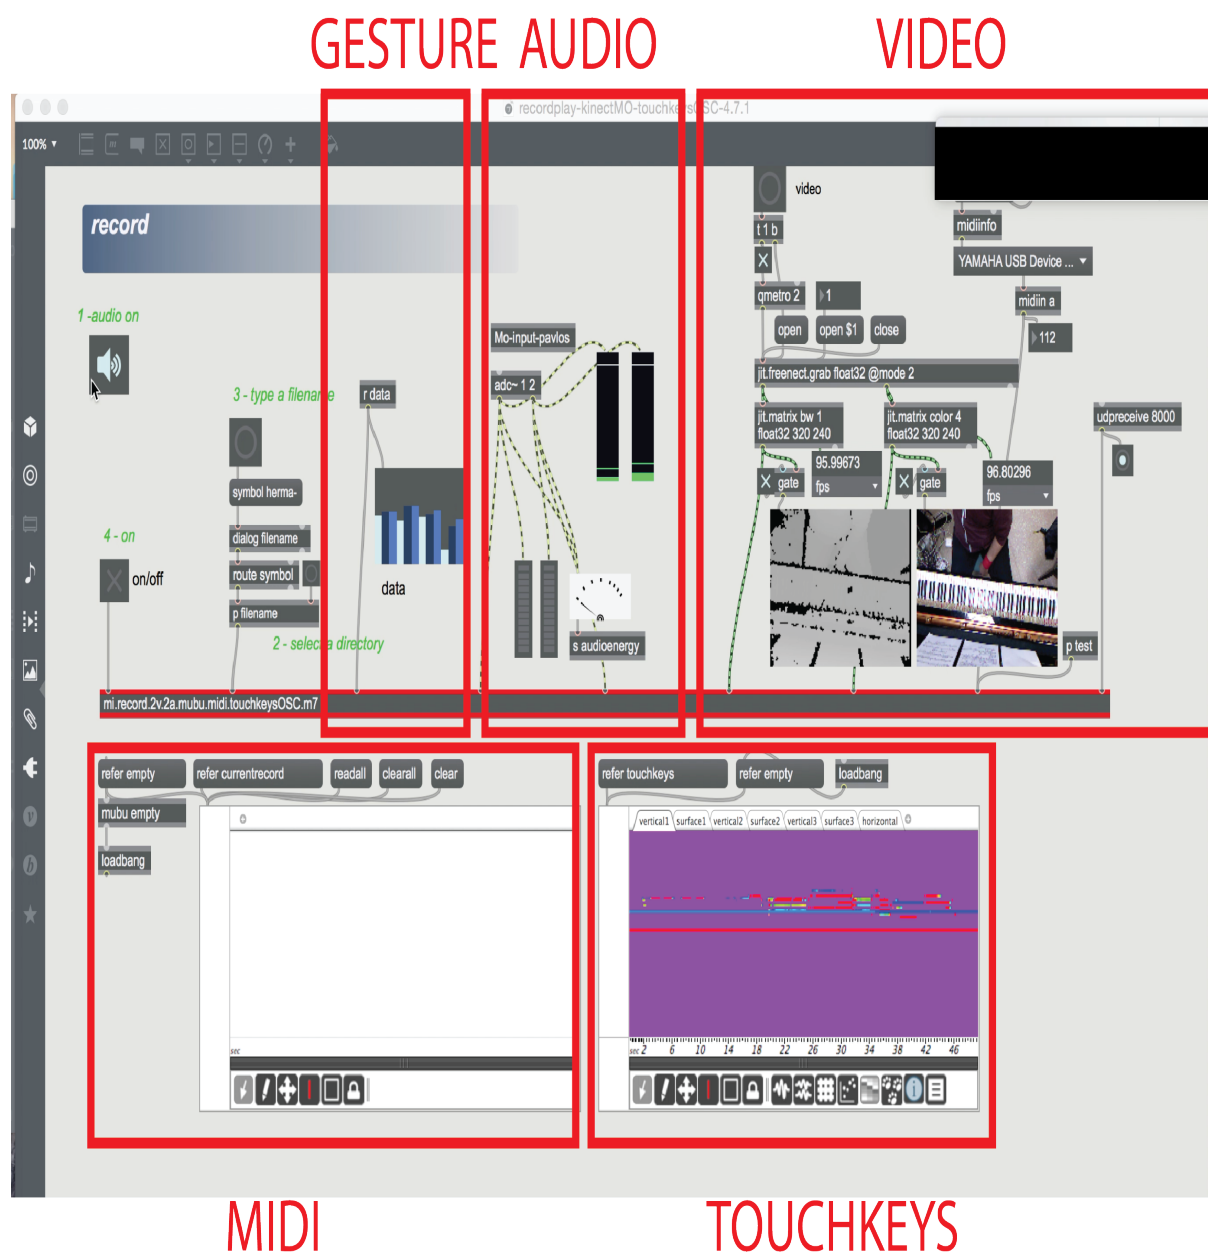 GESTURE AUDIO VIDEO
recordplay-kinectMO-touchkeysOSC-4.7.1
100%
record
video
t 1 b
midiinfo
YAMAHA USB Device ...
1 -audio on
qmetro 2
1
midiin a
open
open $1
close
112
Mo-input-pavlos
jit.freenect.grab float32 @mode 2
3 - type a filename
r data
adc~ 1 2
jit.matrix bw 1
float32 320 240
jit.matrix color 4
float32 320 240
udpreceive 8000
95.99673
fps
96.80296
fps
gate
gate
symbol herma-
4 - on
dialog filename
on/off
route symbol
data
p filename
2 - select a directory
s audioenergy
p test
mi.record.2v.2a.mubu.midi.touchkeysOSC.m7
refer empty
refer currentrecord
readall
clearall
clear
mubu empty
loadbang
sec
refer touchkeys
refer empty
loadbang
vertical1 surface1 vertical2 surface2 vertical3 surface3 horizontal
sec 2 6 10 14 18 22 26 30 34 38 42 46
MIDI
TOUCHKEYS